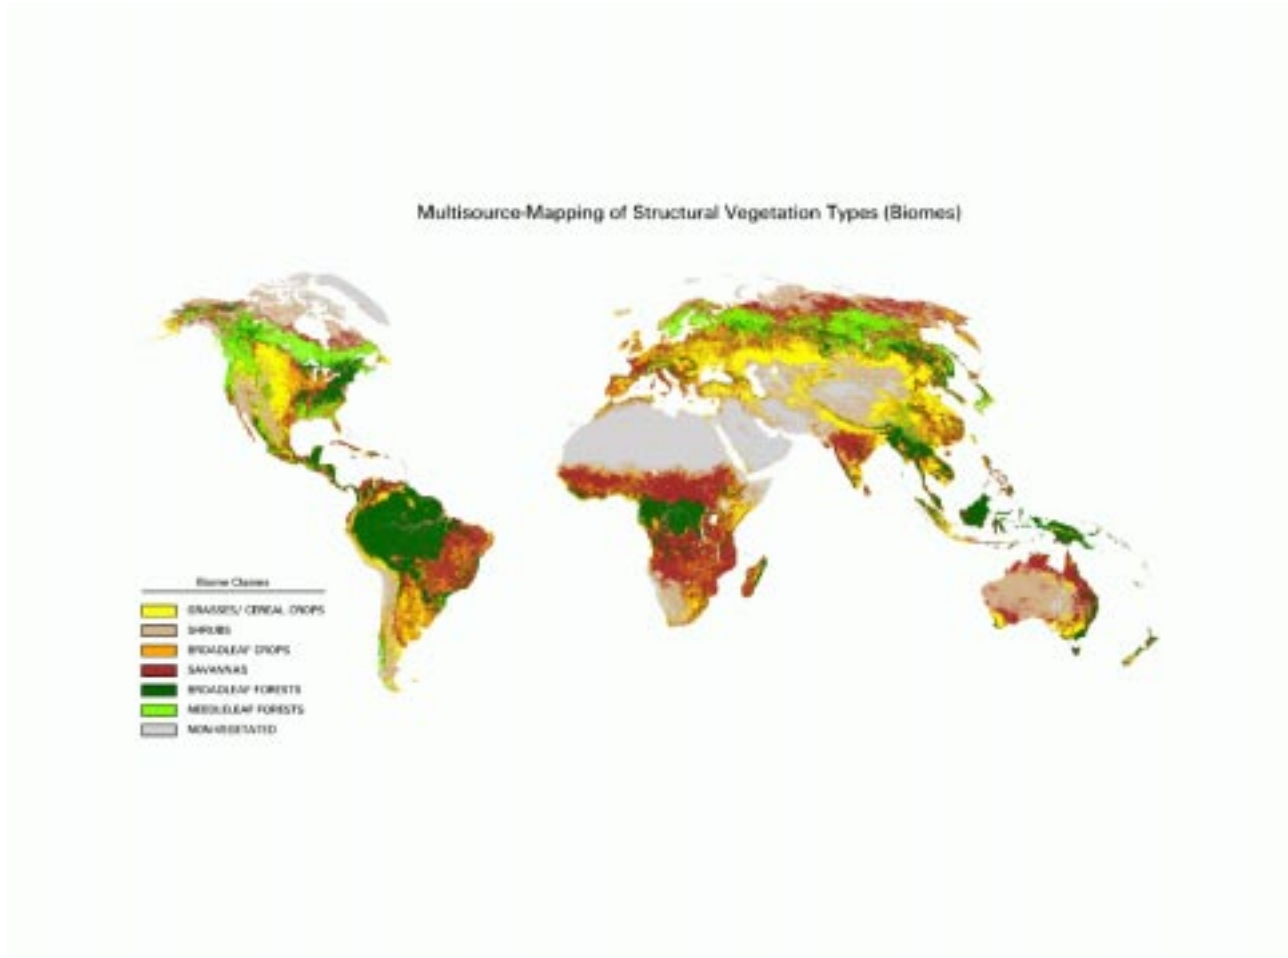 Multisource-Mapping of Structural Vegetation Types (Biomes)
Biome Classes
GRASSES/ CEREAL CROPS
SHRUBS
BROADLEAF CROPS
SAVANNAS
BROADLEAF FORESTS
NEEDLELEAF FORESTS
NON-VEGETATED